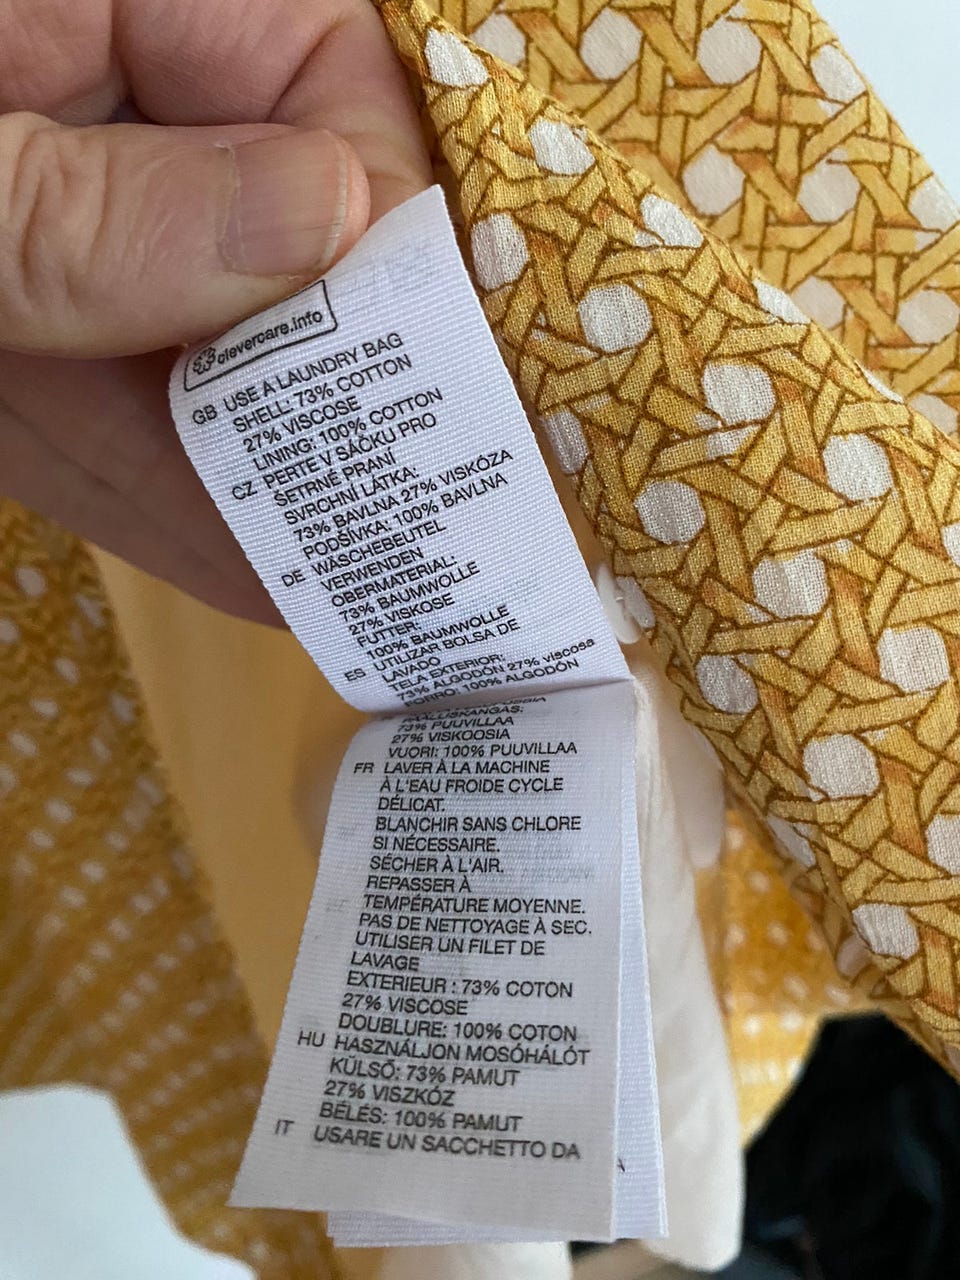 clevercare.info
GB USE A LAUNDRY BAG
SHELL: 73% COTTON
27% VISCOSE
LINING: 100% COTTON
CZ PERTE V SÁČKU PRO
ŠETRNÉ PRANÍ
SVRCHNÍ LÁTKA:
73% BAVLNA 27% VISKÓZA
PODŠÍVKA: 100% BAVLNA
DE WÄSCHEBEUTEL
VERWENDEN
OBERMATERIAL:
73% BAUMWOLLE
27% VISKOSE
FUTTER:
100% BAUMWOLLE
ES UTILIZAR BOLSA DE
LAVADO
TELA EXTERIOR:
73% ALGODÓN 27% viscosa
FORRO: 100% ALGODÓN
PÄÄLLUSKANGAS:
73% PUUVILLAA
27% VISKOOSIA
VUORI: 100% PUUVILLAA
FR LAVER À LA MACHINE
À L'EAU FROIDE CYCLE
DÉLICAT.
BLANCHIR SANS CHLORE
SI NÉCESSAIRE.
SÉCHER À L'AIR.
REPASSER À
TEMPÉRATURE MOYENNE.
PAS DE NETTOYAGE À SEC.
UTILISER UN FILET DE
LAVAGE
EXTERIEUR : 73% COTON
27% VISCOSE
DOUBLURE: 100% COTON
HU HASZNÁLJON MOSÓHÁLÓT
KÜLSŐ: 73% PAMUT
27% VISZKÓZ
BÉLÉS: 100% PAMUT
IT USARE UN SACCHETTO DA